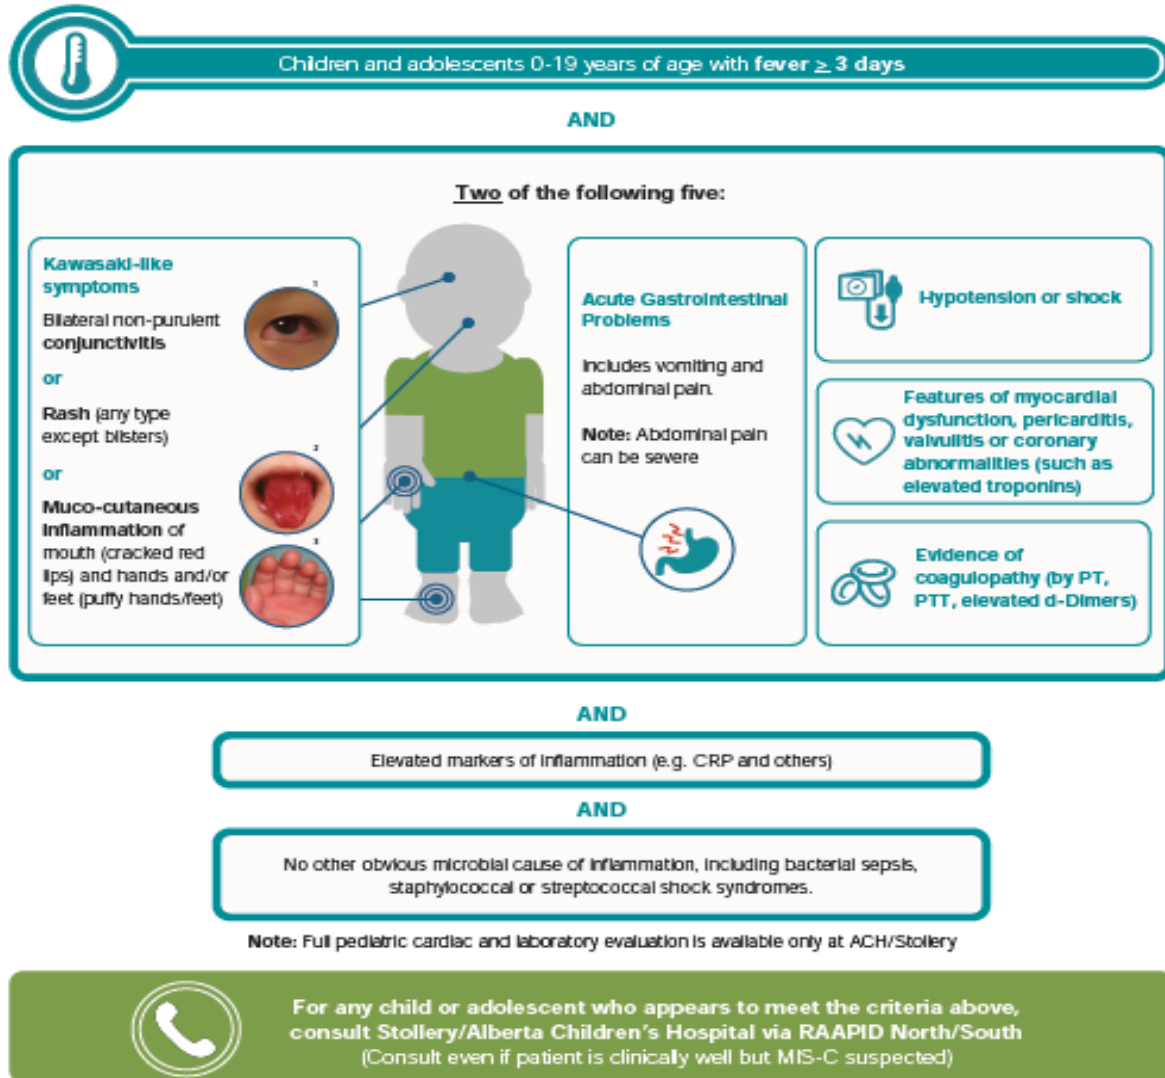 Children and adolescents 0-19 years of age with fever ≥ 3 days
AND
Two of the following five:
Kawasaki-like
symptoms
1
Bilateral non-purulent
conjunctivitis
or
Rash (any type
except blisters)
or
2
Muco-cutaneous
inflammation of
mouth (cracked red
lips) and hands and/or
feet (puffy hands/feet)
3
Acute Gastrointestinal
Problems
Includes vomiting and
abdominal pain.
Note: Abdominal pain
can be severe
Hypotension or shock
Features of myocardial
dysfunction, pericarditis,
valvulitis or coronary
abnormalities (such as
elevated troponins)
Evidence of
coagulopathy (by PT,
PTT, elevated d-Dimers)
AND
Elevated markers of inflammation (e.g. CRP and others)
AND
No other obvious microbial cause of inflammation, including bacterial sepsis,
staphylococcal or streptococcal shock syndromes.
Note: Full pediatric cardiac and laboratory evaluation is available only at ACH/Stollery
For any child or adolescent who appears to meet the criteria above,
consult Stollery/Alberta Children's Hospital via RAAPID North/South
(Consult even if patient is clinically well but MIS-C suspected)